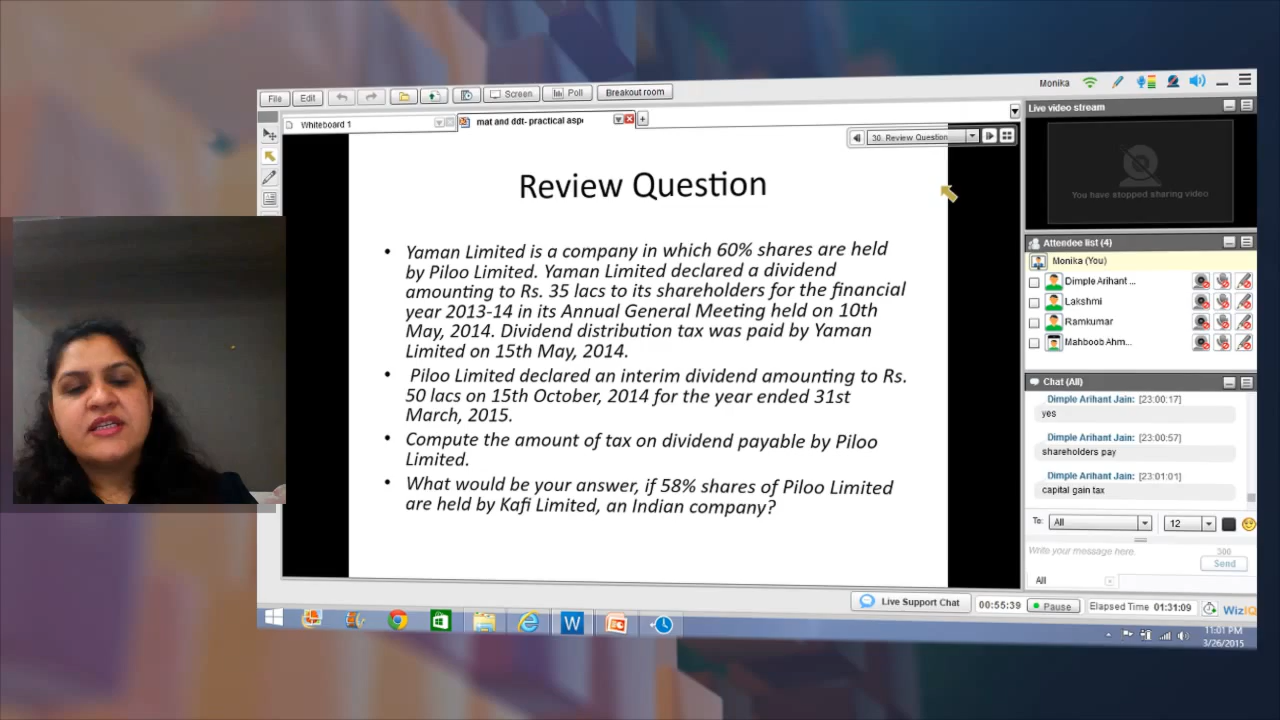 Monika
File
Edit
Screen
Poll
Breakout room
Live video stream
Whiteboard 1
mat and ddt- practical aspe
30. Review Question
You have stopped sharing video
Review Question
Attendee list (4)
Monika (You)
Dimple Arihant ...
Lakshmi
Ramkumar
Mahboob Ahm...
• Yaman Limited is a company in which 60% shares are held
by Piloo Limited. Yaman Limited declared a dividend
amounting to Rs. 35 lacs to its shareholders for the financial
year 2013-14 in its Annual General Meeting held on 10th
May, 2014. Dividend distribution tax was paid by Yaman
Limited on 15th May, 2014.
• Piloo Limited declared an interim dividend amounting to Rs.
50 lacs on 15th October, 2014 for the year ended 31st
March, 2015.
• Compute the amount of tax on dividend payable by Piloo
Limited.
• What would be your answer, if 58% shares of Piloo Limited
are held by Kafi Limited, an Indian company?
Chat (All)
Dimple Arihant Jain: [23:00:17]
yes
Dimple Arihant Jain: [23:00:57]
shareholders pay
Dimple Arihant Jain: [23:01:01]
capital gain tax
To: All 12
Write your message here.
300
Send
All
Live Support Chat
00:55:39
Pause
Elapsed Time 01:31:09
WizIQ
11:01 PM
3/26/2015